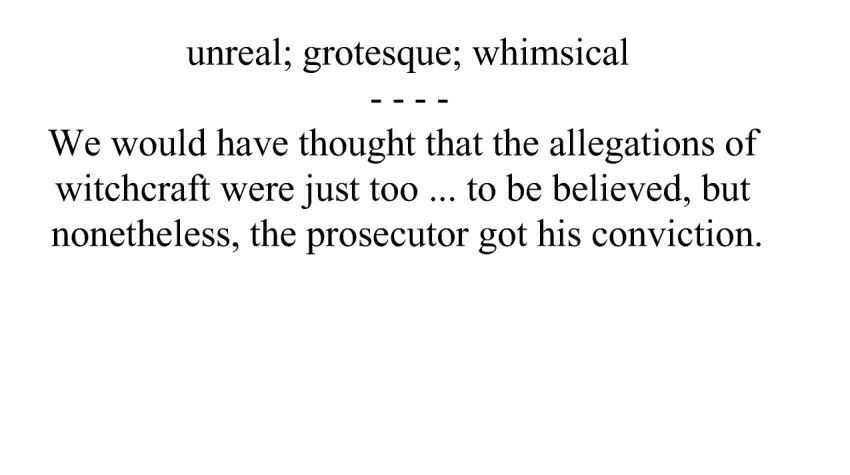 unreal; grotesque; whimsical
- - - -
We would have thought that the allegations of
witchcraft were just too ... to be believed, but
nonetheless, the prosecutor got his conviction.